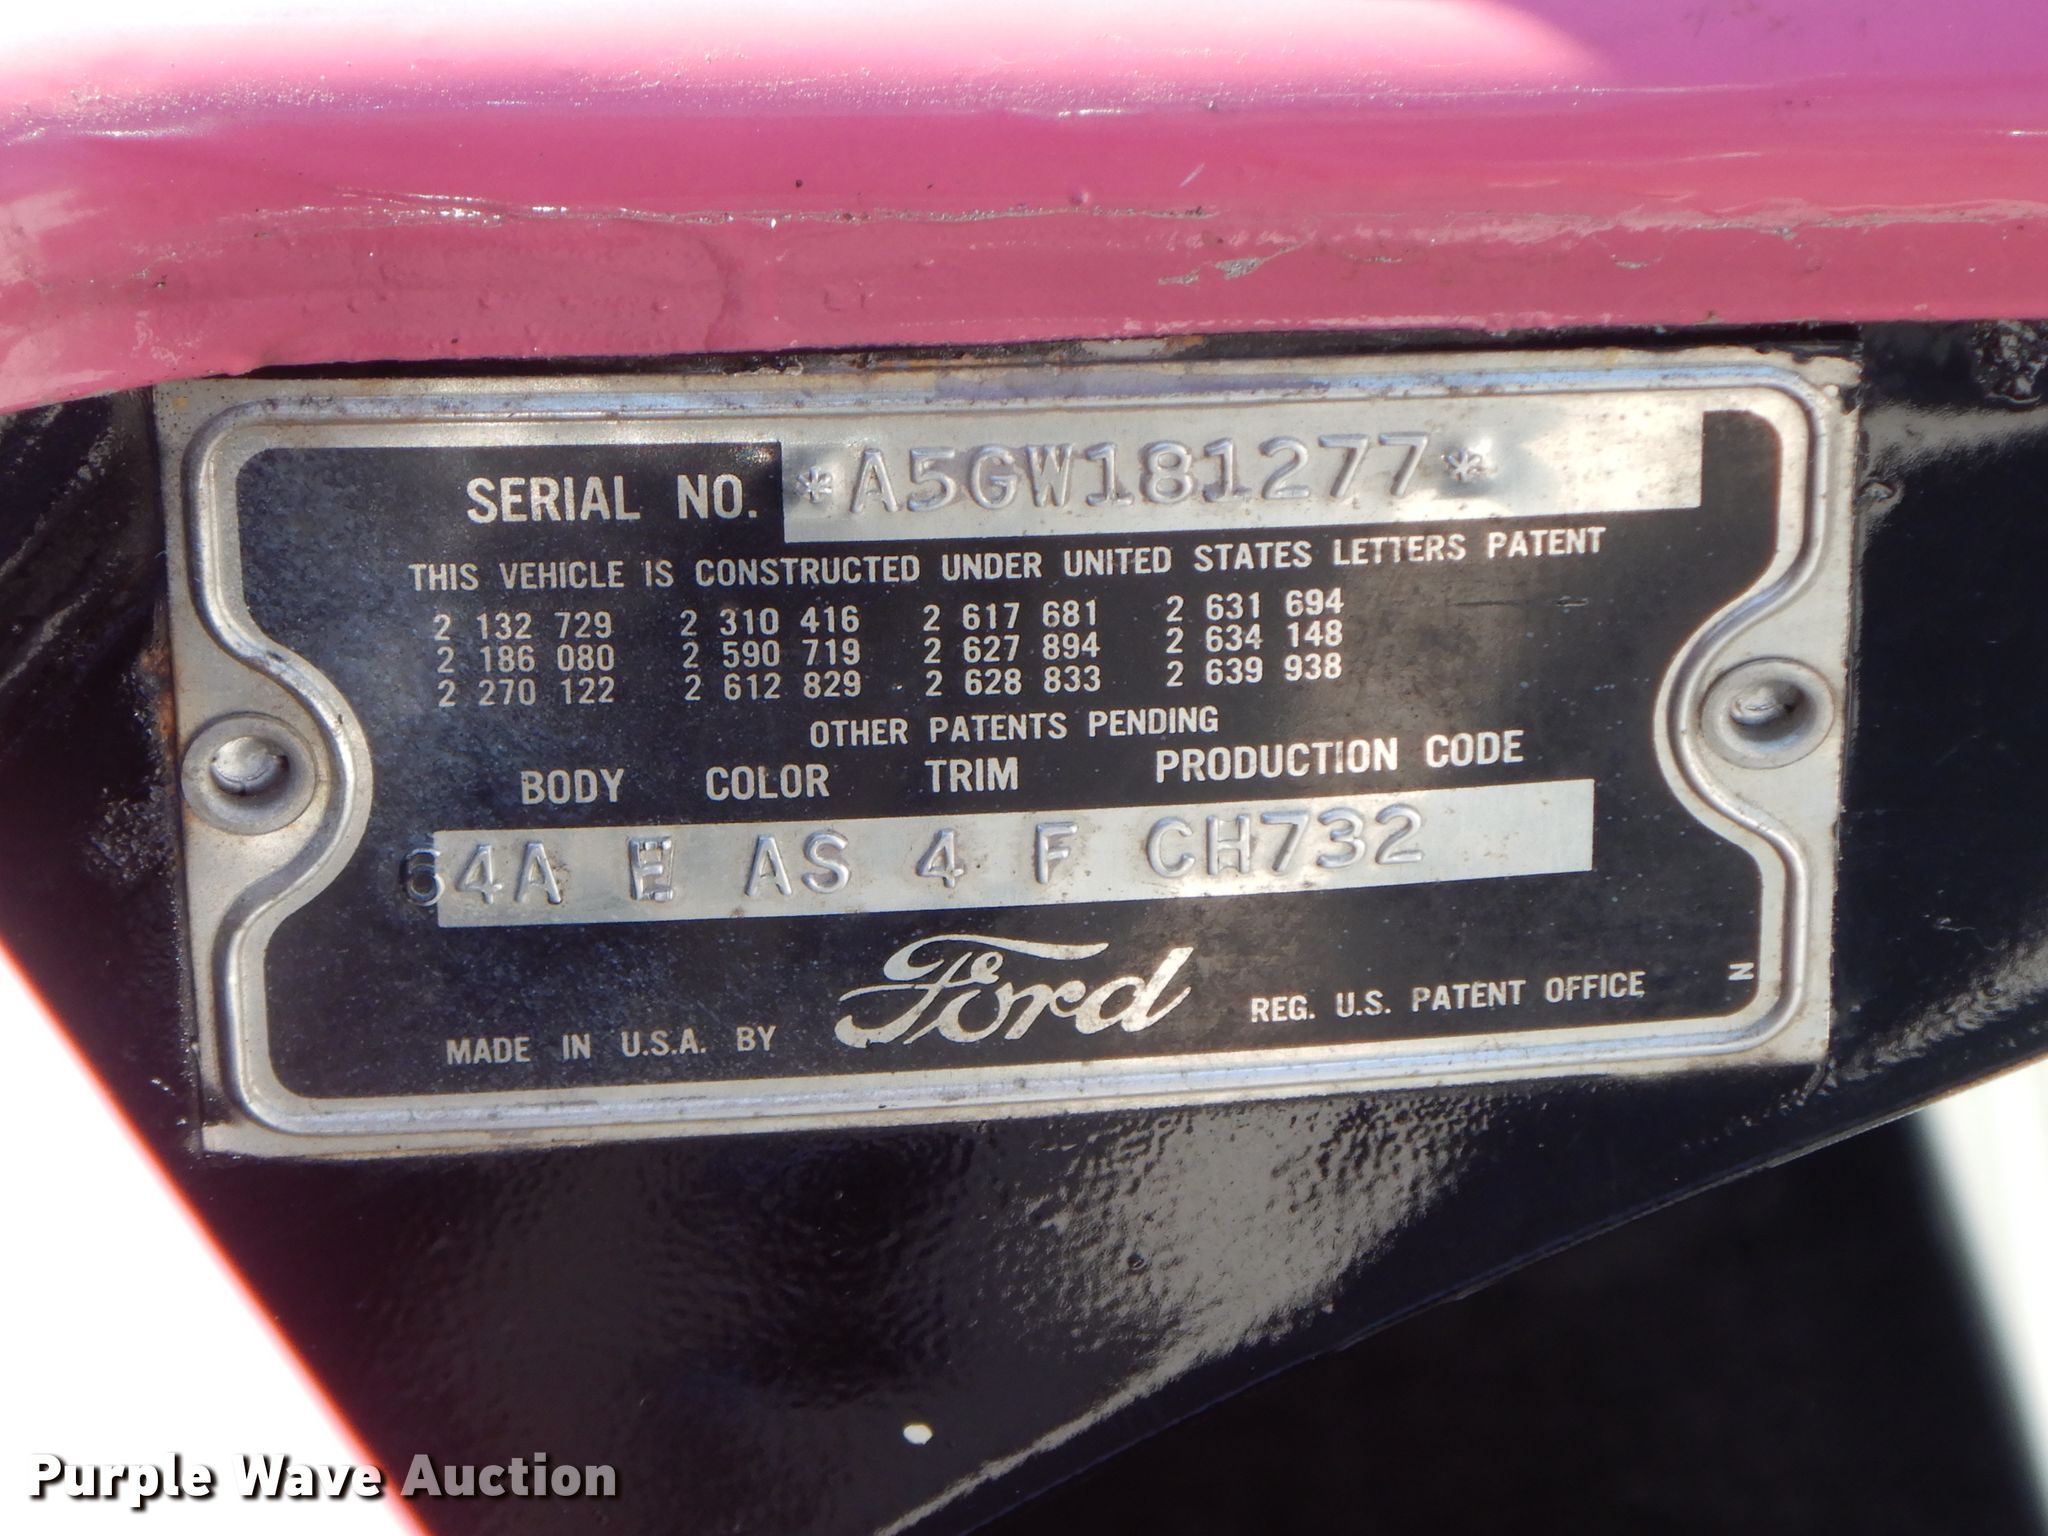 SERIAL NO. *A5GW181277*
THIS VEHICLE IS CONSTRUCTED UNDER UNITED STATES LETTERS PATENT
2 132 729 2 310 416 2 617 681 2 631 694
2 186 080 2 590 719 2 627 894 2 634 148
2 270 122 2 612 829 2 628 833 2 639 938
OTHER PATENTS PENDING
BODY COLOR TRIM PRODUCTION CODE
64A E AS 4 F CH732
MADE IN U.S.A. BY Ford REG. U.S. PATENT OFFICE
N
Purple Wave Auction